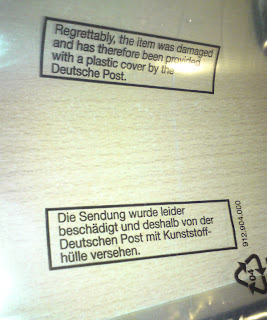 Regrettably, the item was damaged
and has therefore been provided
with a plastic cover by the
Deutsche Post.
Die Sendung wurde leider
beschädigt und deshalb von der
Deutschen Post mit Kunststoff-
hülle versehen.
912.904.000
04